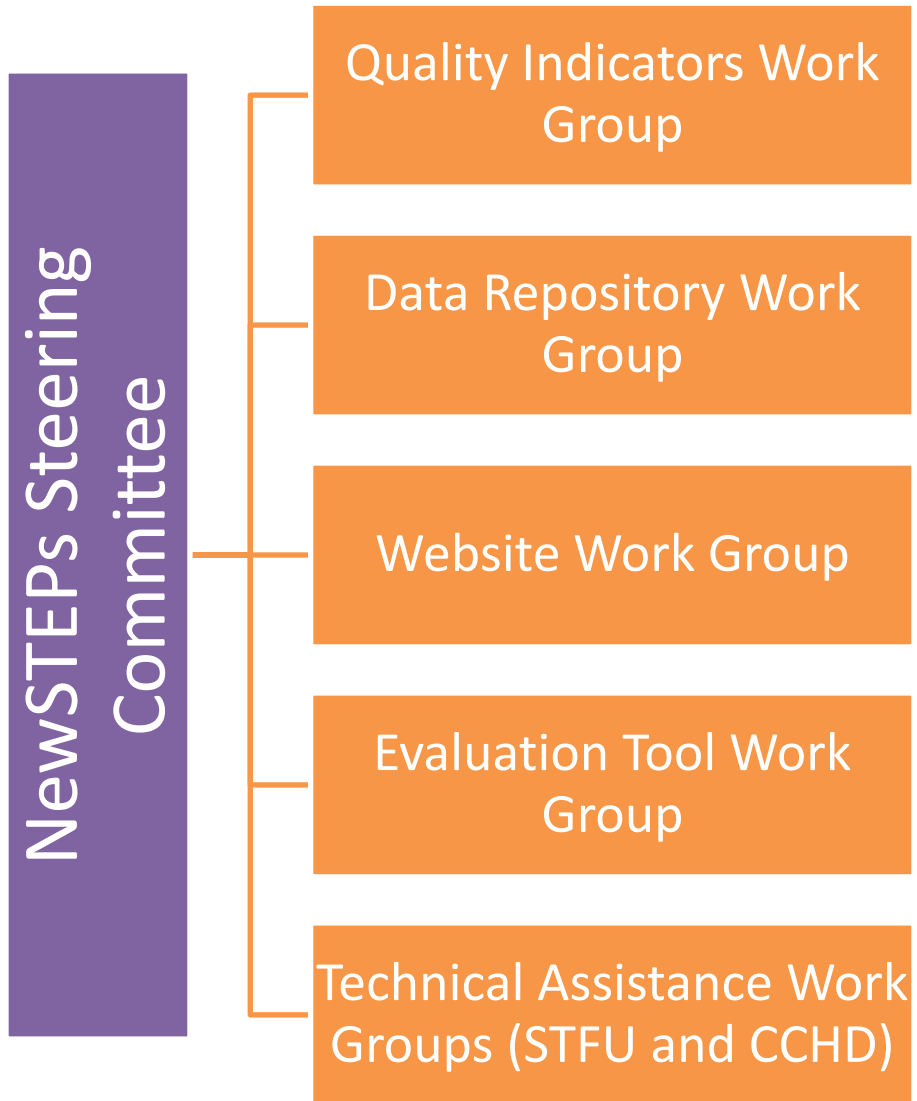 NewSTEPs Steering
Committee
Quality Indicators Work
Group
Data Repository Work
Group
Website Work Group
Evaluation Tool Work
Group
Technical Assistance Work
Groups (STFU and CCHD)